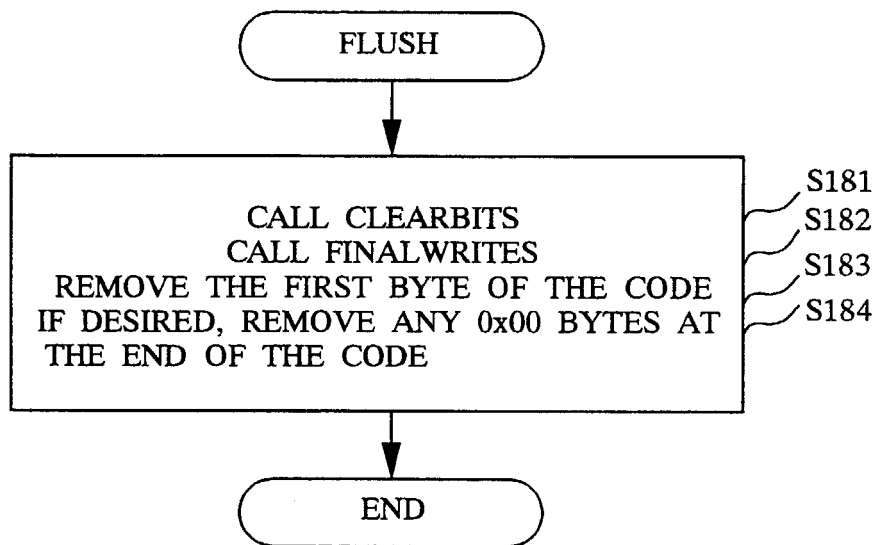 FLUSH
CALL CLEARBITS
CALL FINALWRITES
REMOVE THE FIRST BYTE OF THE CODE
IF DESIRED, REMOVE ANY 0x00 BYTES AT
THE END OF THE CODE
S181
S182
S183
S184
END